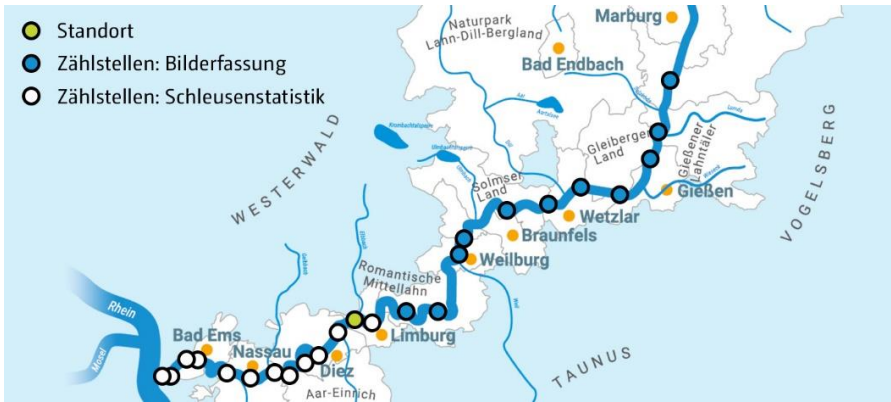 Standort
Zählstellen: Bilderfassung
Zählstellen: Schleusenstatistik
Naturpark
Lahn-Dill-Bergland
Marburg
Bad Endbach
WESTERWALD
VOGELSBERG
Gleiberger
Land
Gießener
Lahntäler
Solmser
Land
Gießen
Wetzlar
Braunfels
Weilburg
Romantische
Mittellahn
Rhein
Mosel
Bad Ems
Nassau
Diez
Limburg
Aar-Einrich
TAUNUS